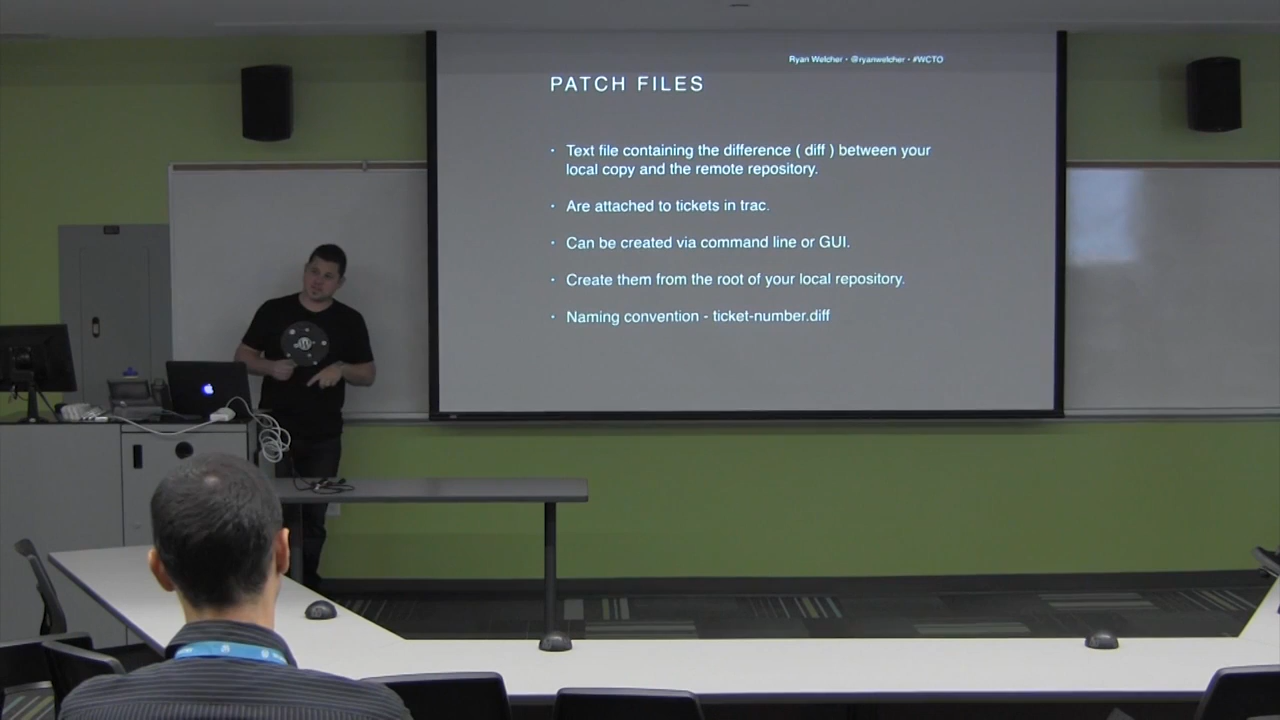 Ryan Welcher - @ryanwelcher - #WCTO
PATCH FILES
· Text file containing the difference ( diff ) between your
local copy and the remote repository.
· Are attached to tickets in trac.
· Can be created via command line or GUI.
· Create them from the root of your local repository.
· Naming convention - ticket-number.diff